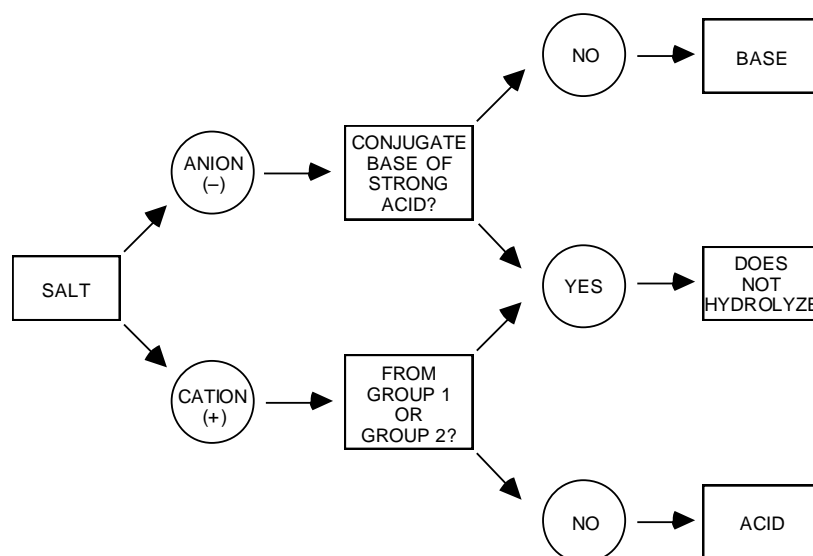 NO
BASE
ANION
(–)
CONJUGATE
BASE OF
STRONG
ACID?
SALT
YES
DOES
NOT
HYDROLYZE
CATION
(+)
FROM
GROUP 1
OR
GROUP 2?
NO
ACID